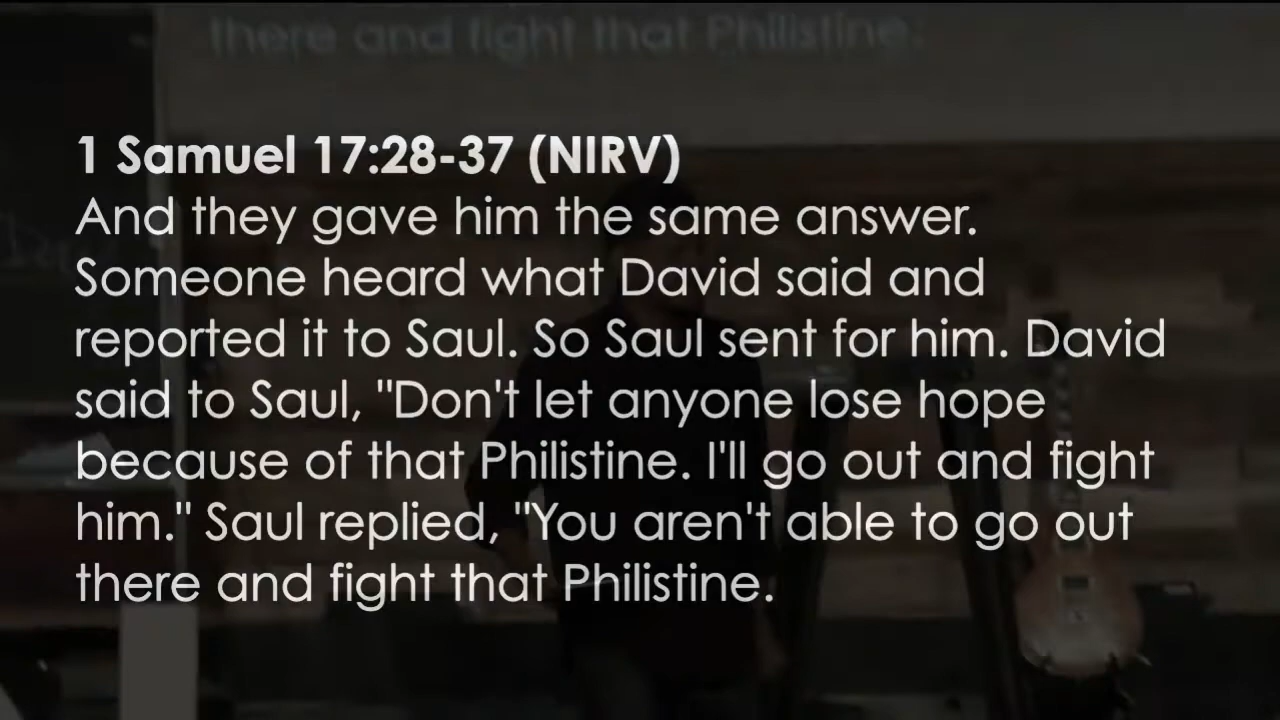 there and fight that Philistine.
1 Samuel 17:28-37 (NIRV)
And they gave him the same answer.
Someone heard what David said and
reported it to Saul. So Saul sent for him. David
said to Saul, "Don't let anyone lose hope
because of that Philistine. I'll go out and fight
him." Saul replied, "You aren't able to go out
there and fight that Philistine.